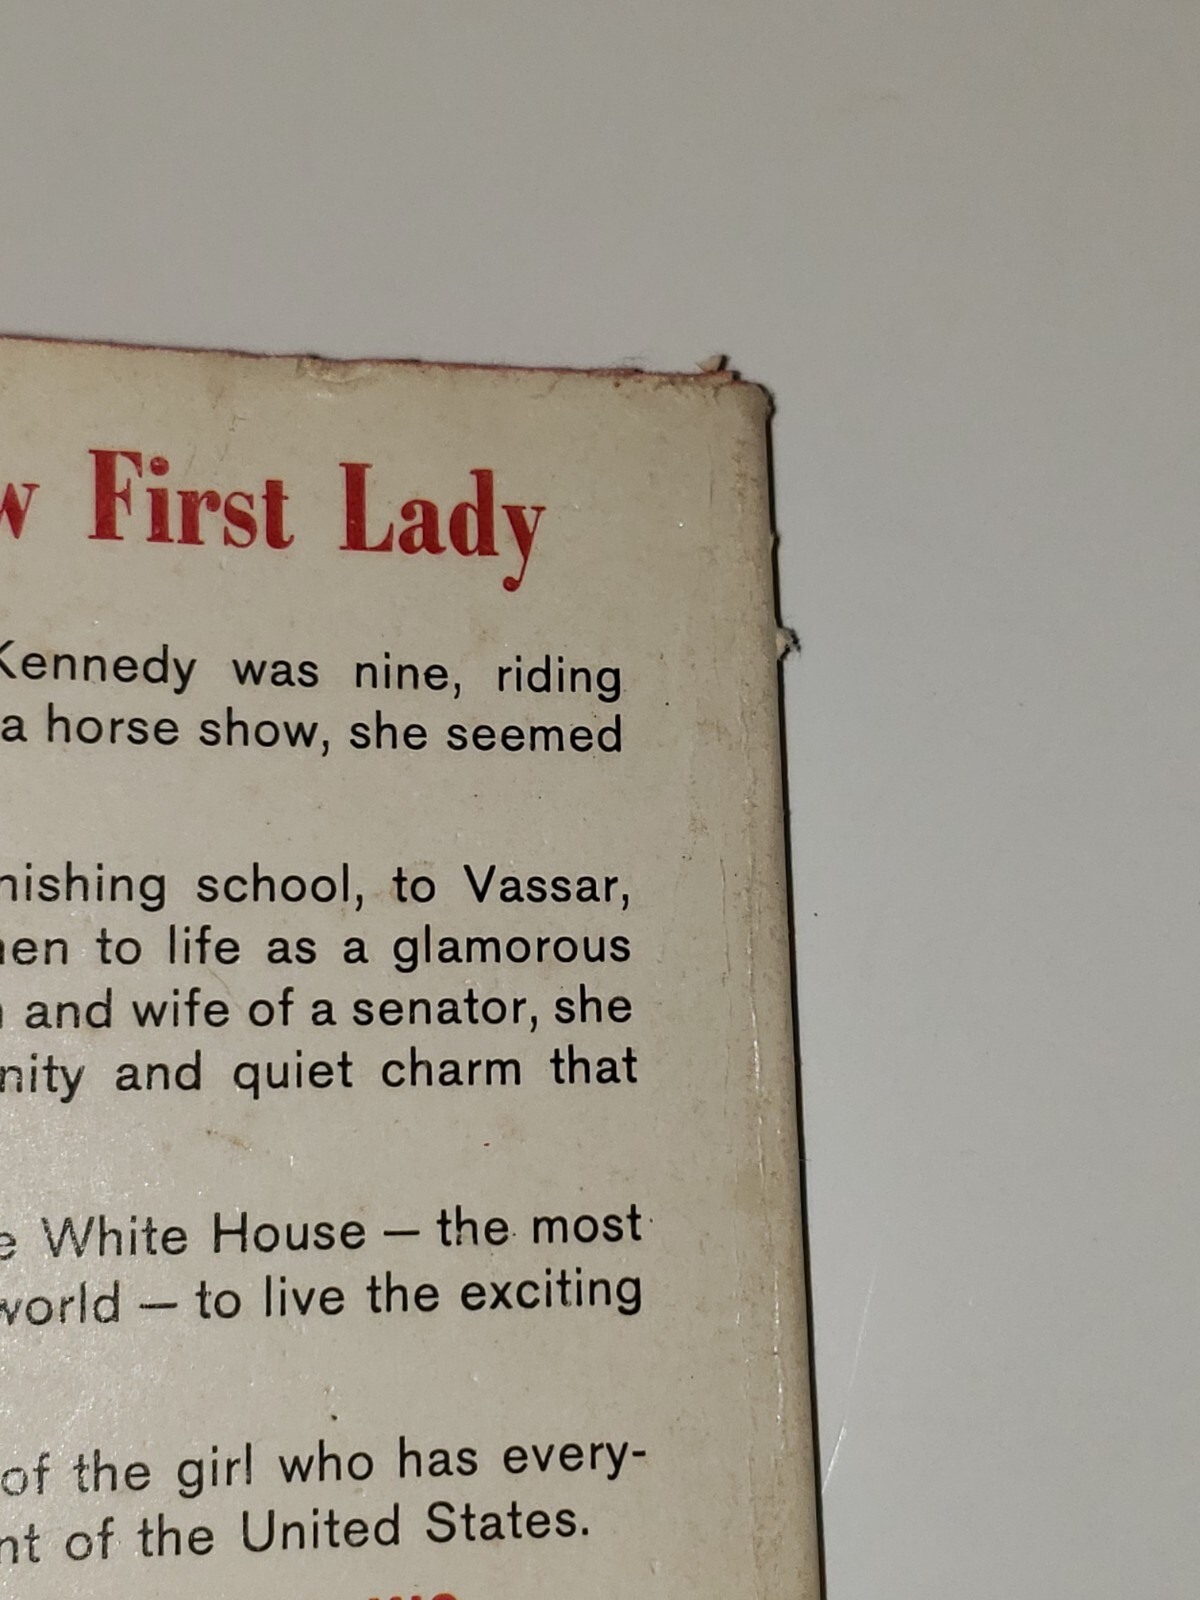 First Lady
Kennedy was nine, riding
a horse show, she seemed
nishing school, to Vassar,
to life as a glamorous
and wife of a senator, she
nity and quiet charm that
White House — the most
world — to live the exciting
of the girl who has every-
nt of the United States.